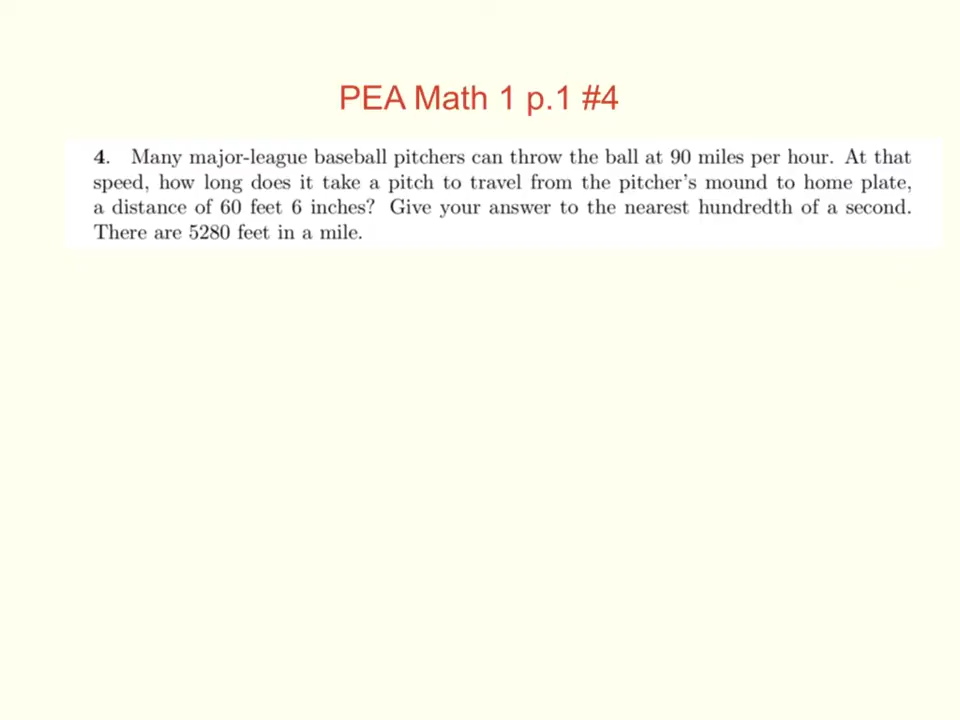 PEA Math 1 p.1 #4
4. Many major-league baseball pitchers can throw the ball at 90 miles per hour. At that
speed, how long does it take a pitch to travel from the pitcher's mound to home plate,
a distance of 60 feet 6 inches? Give your answer to the nearest hundredth of a second.
There are 5280 feet in a mile.